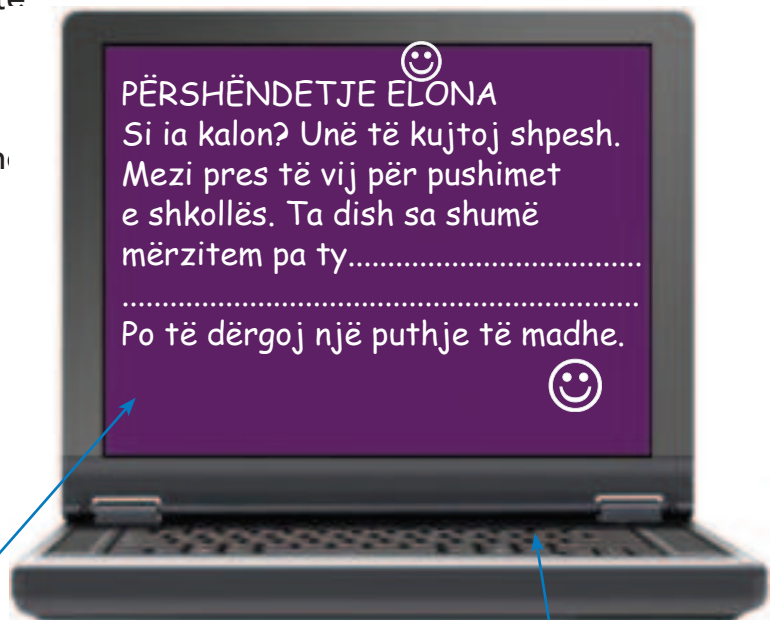 PËRSHËNDETJE ELONA
Si ia kalon? Unë të kujtoj shpesh.
Mezi pres të vij për pushimet
e shkollës. Ta dish sa shumë
mërzitem pa ty....................................
................................................................
Po të dërgoj një puthje të madhe.